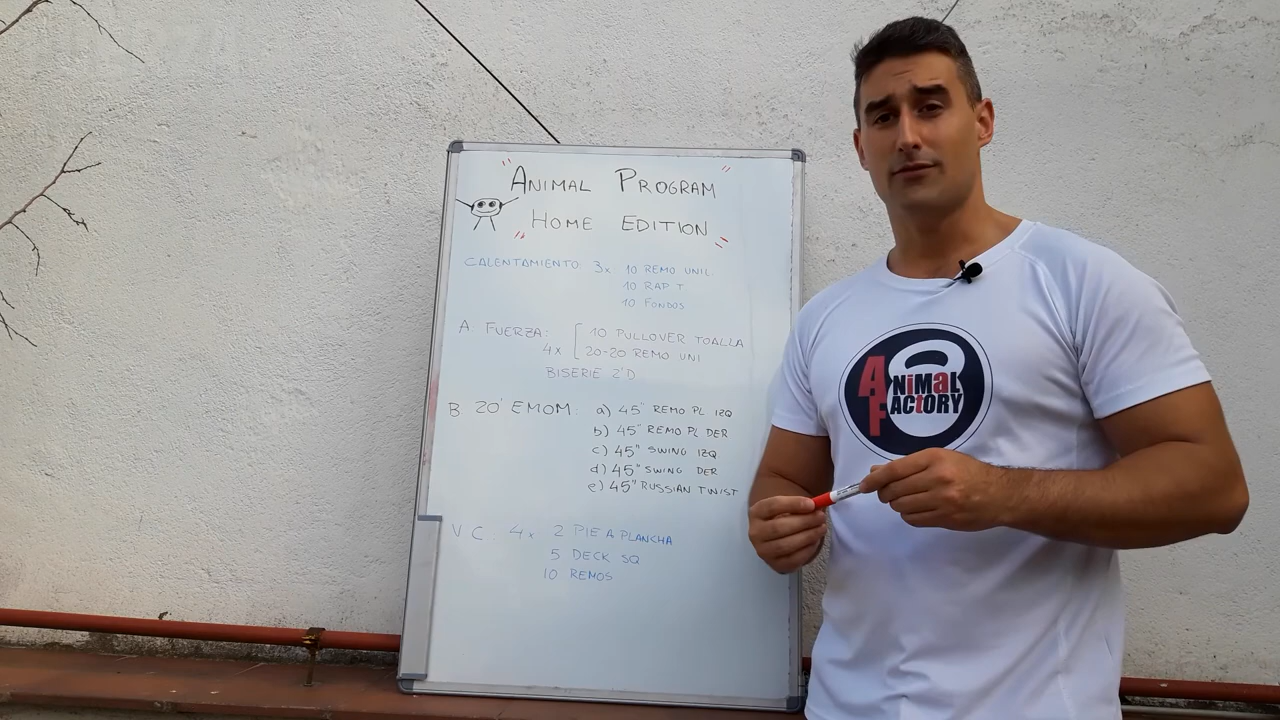 "ANIMAL PROGRAM
HOME EDITION"
CALENTAMIENTO: 3x 10 REMO UNIL.
10 RAP T
10 FONDOS
A. FUERZA: 10 PULLOVER TOALLA
4x 20-20 REMO UNI
BISERIE 2'D
B. 20' EMOM: a) 45" REMO PL IZQ
b) 45" REMO PL DER
c) 45" SWING IZQ
d) 45" SWING DER
e) 45" RUSSIAN TWIST
V C. 4x 2 PIE A PLANCHA
5 DECK SQ
10 REMOS
ANiMaL
FACtORY
AF